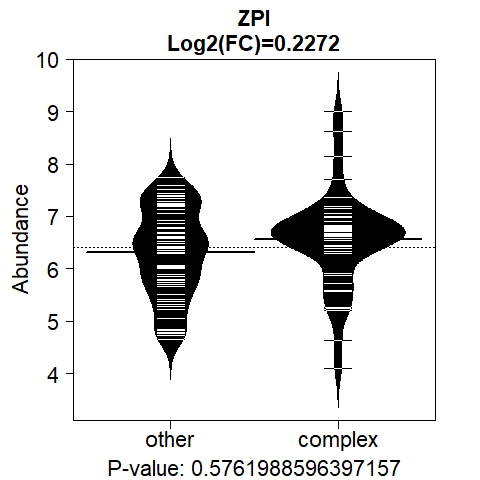 ZPI
Log2(FC)=0.2272
Abundance
10
9
8
7
6
5
4
other complex
P-value: 0.5761988596397157